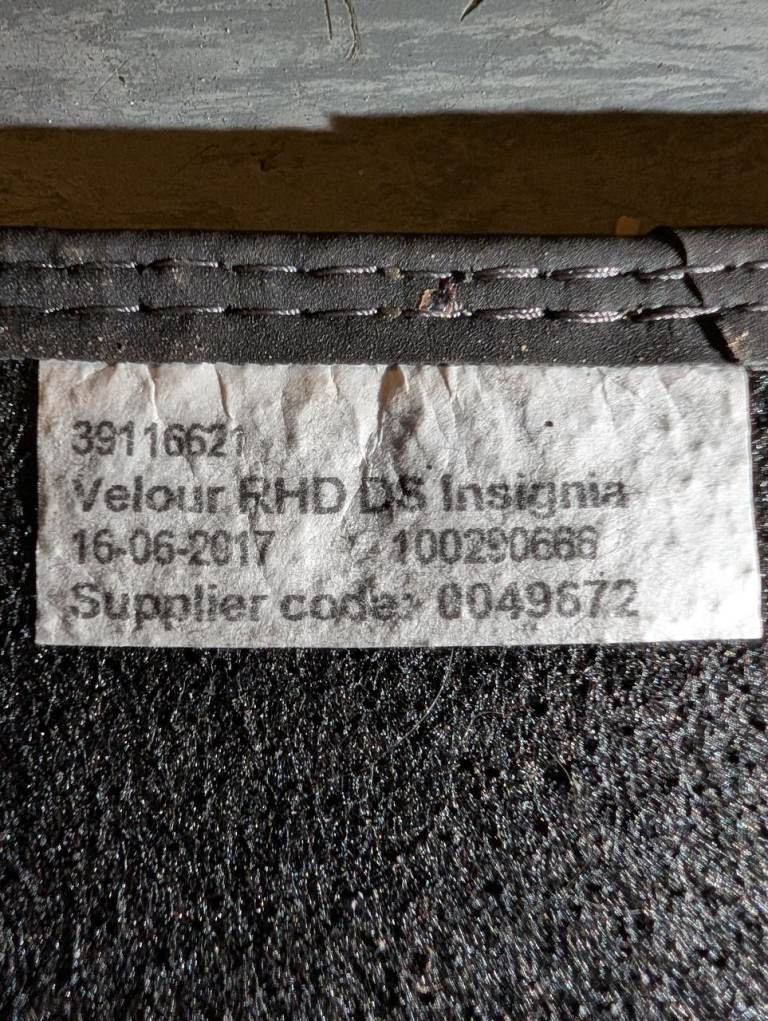 39116621
Velour RHD DS Insignia
16-06-2017 100290666
Supplier code: 0049672